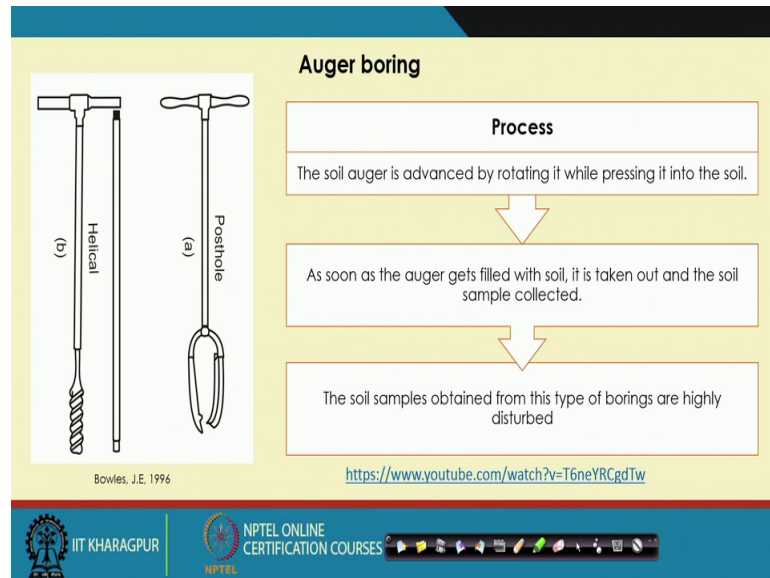 Auger boring
Helical
(b)
Posthole
(a)
Bowles, J.E, 1996
Process
The soil auger is advanced by rotating it while pressing it into the soil.
As soon as the auger gets filled with soil, it is taken out and the soil
sample collected.
The soil samples obtained from this type of borings are highly
disturbed
https://www.youtube.com/watch?v=T6neYRCgdTw
IIT KHARAGPUR
NPTEL
NPTEL ONLINE
CERTIFICATION COURSES